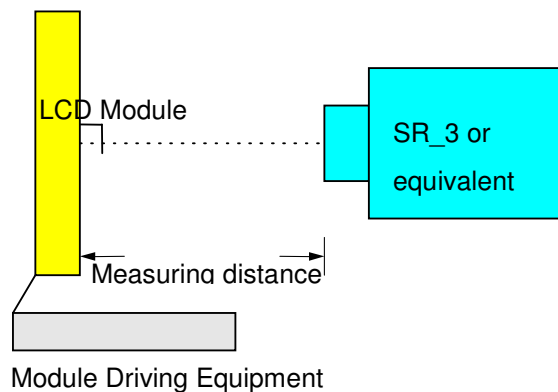 LCD Module
SR_3 or
equivalent
Measuring distance
Module Driving Equipment